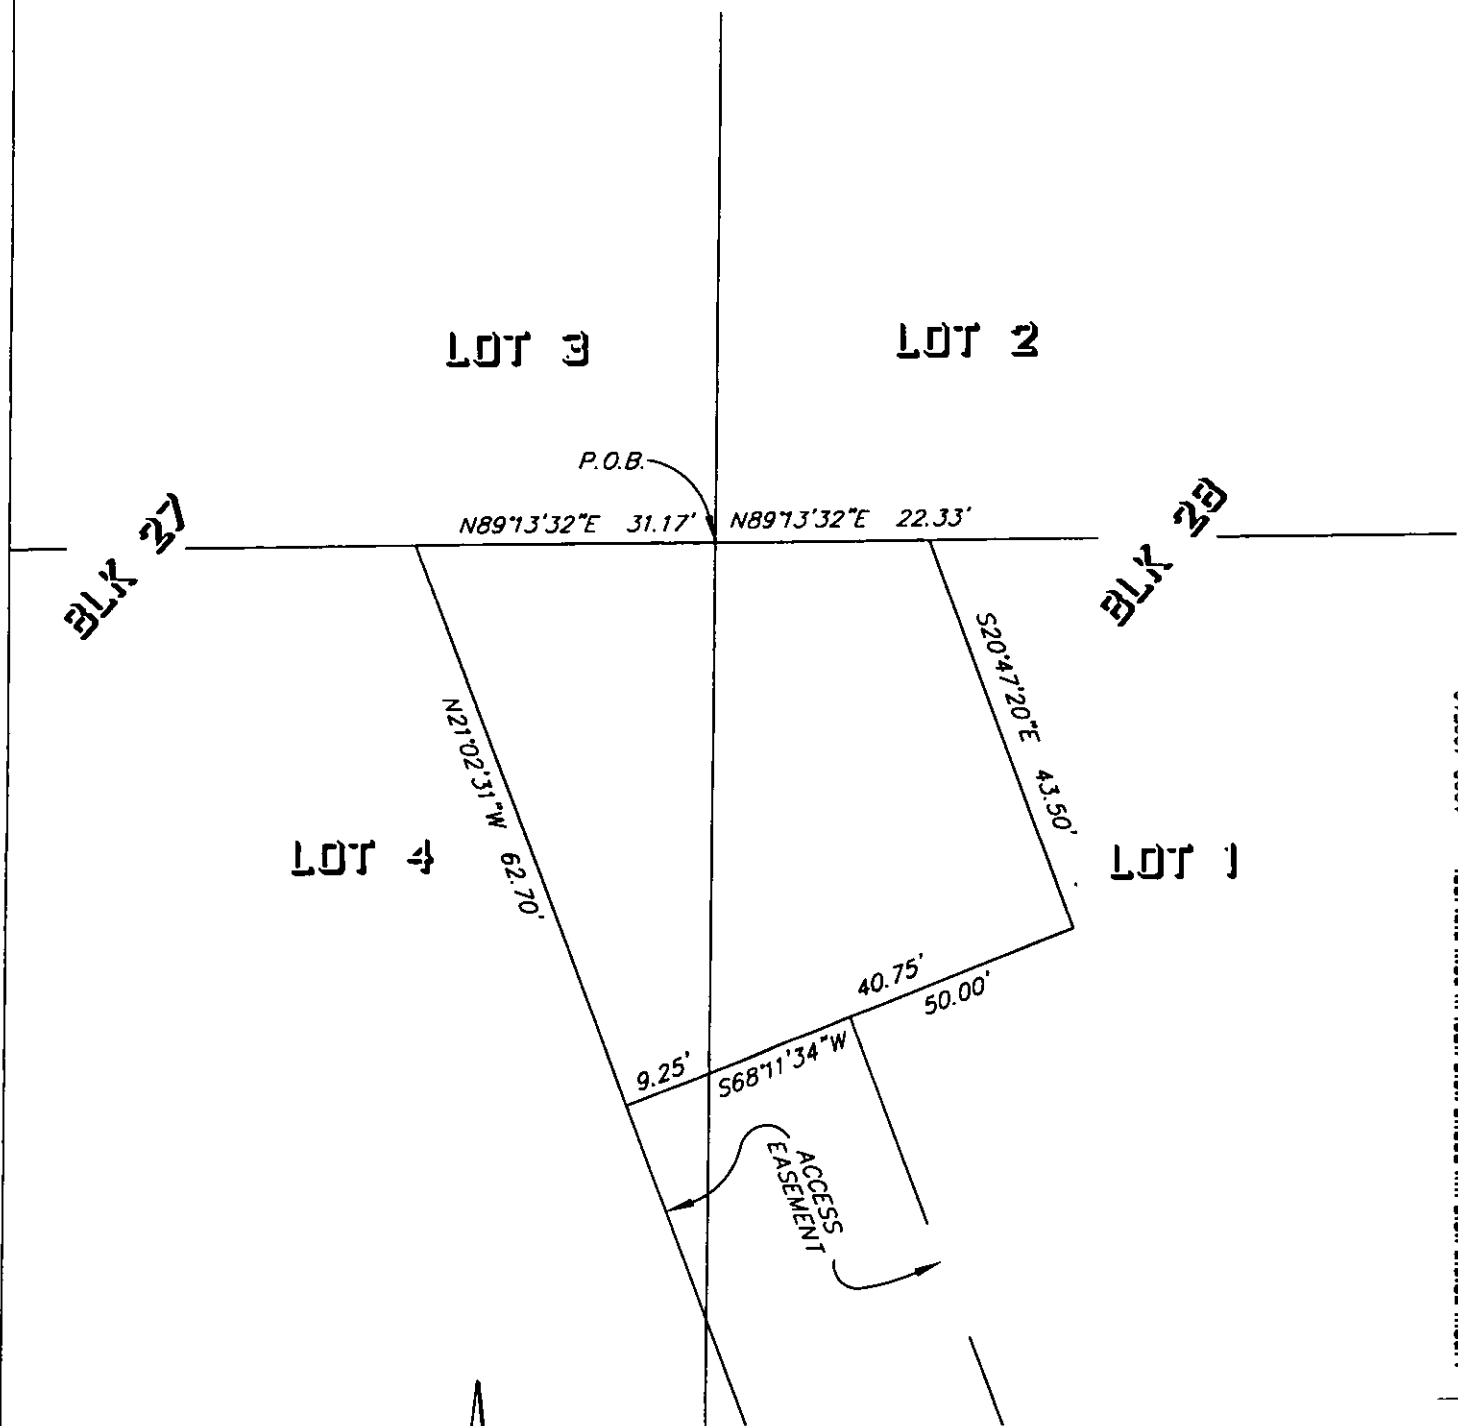 LOT 3
LOT 2
P.O.B.
N89°13'32"E 31.17'
N89°13'32"E 22.33'
BLK 27
BLK 28
S20°47'20"E 43.50'
N21°02'31"W 62.70'
LOT 4
LOT 1
40.75'
50.00'
9.25'
S68°11'34"W
ACCESS
EASEMENT